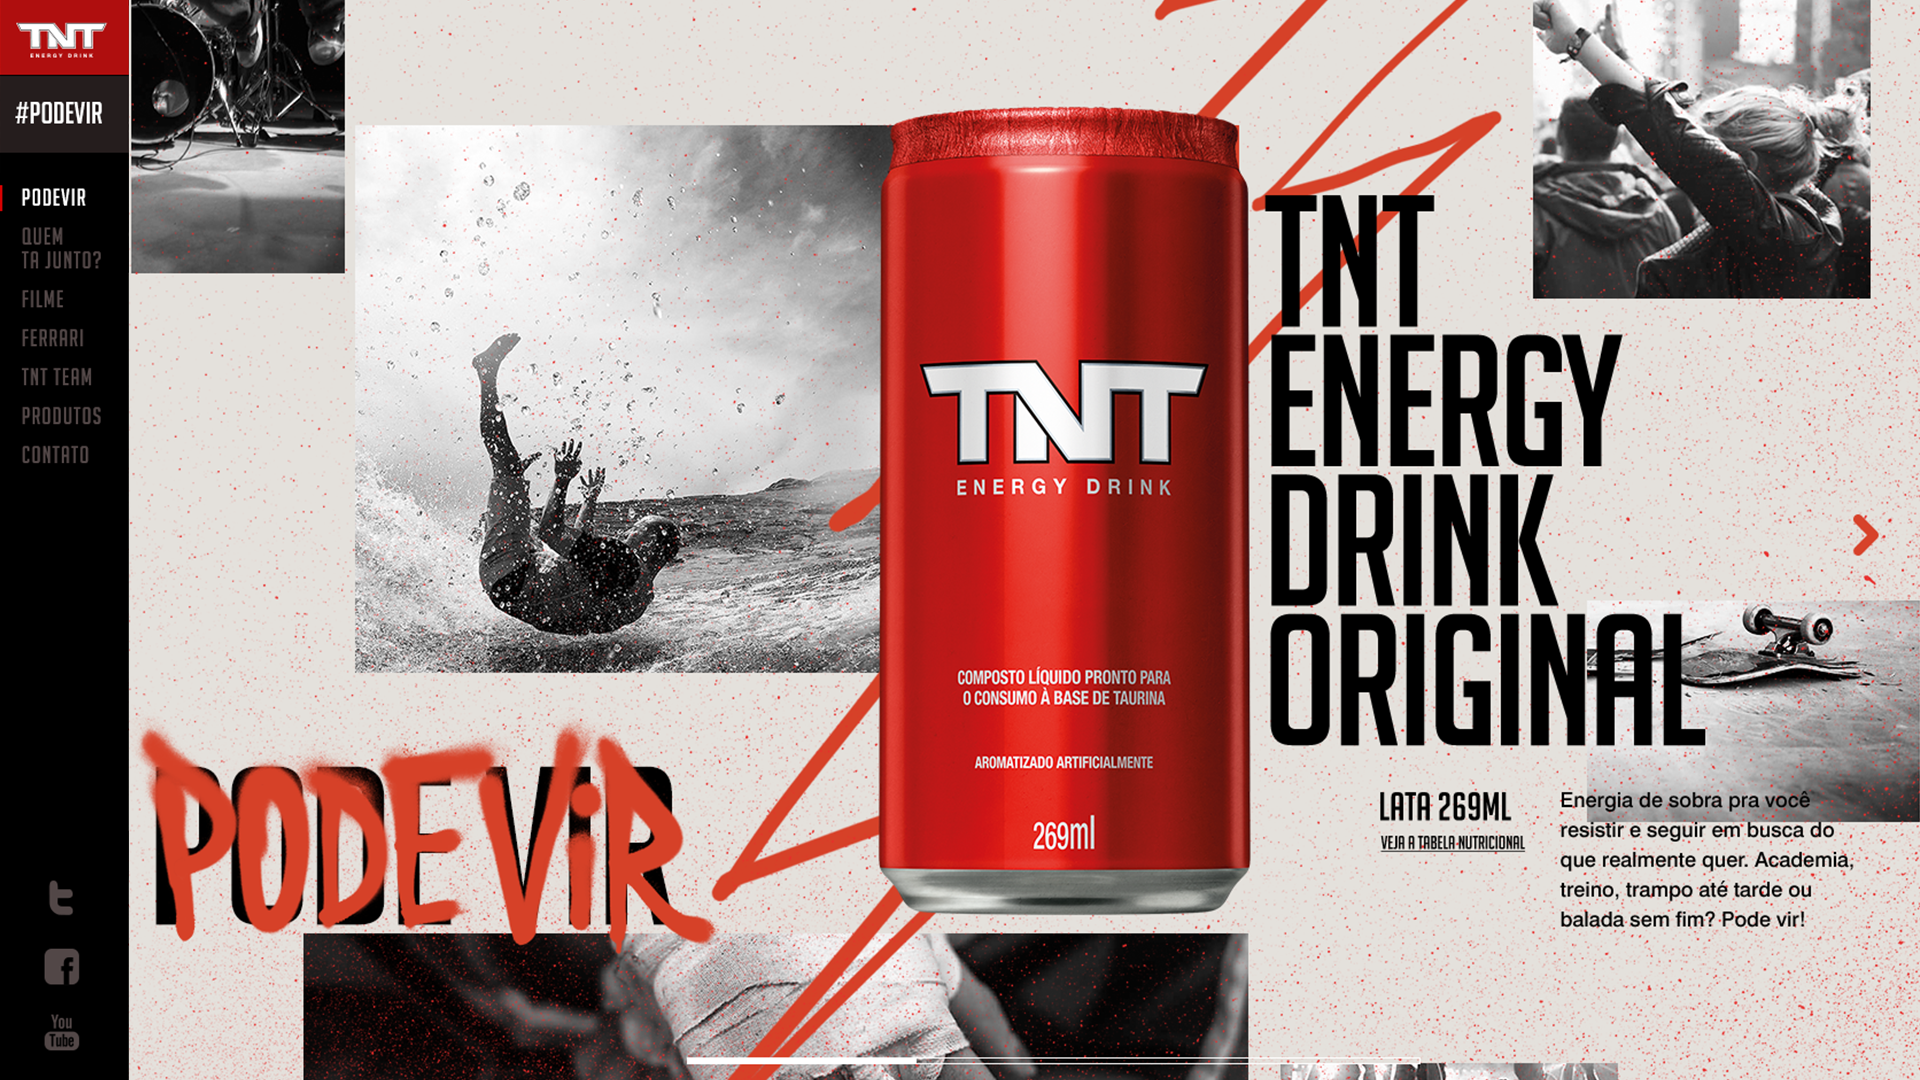 TNT
ENERGY DRINK
#PODEVIR
PODEVIR
QUEM
TA JUNTO?
FILME
FERRARI
TNT TEAM
PRODUTOS
CONTATO
You
Tube
PODEViR
TNT
ENERGY DRINK
COMPOSTO LÍQUIDO PRONTO PARA
O CONSUMO À BASE DE TAURINA
AROMATIZADO ARTIFICIALMENTE
269ml
TNT
ENERGY
DRINK
ORIGINAL
LATA 269ML
VEJA A TABELA NUTRICIONAL
Energia de sobra pra você
resistir e seguir em busca do
que realmente quer. Academia,
treino, trampo até tarde ou
balada sem fim? Pode vir!